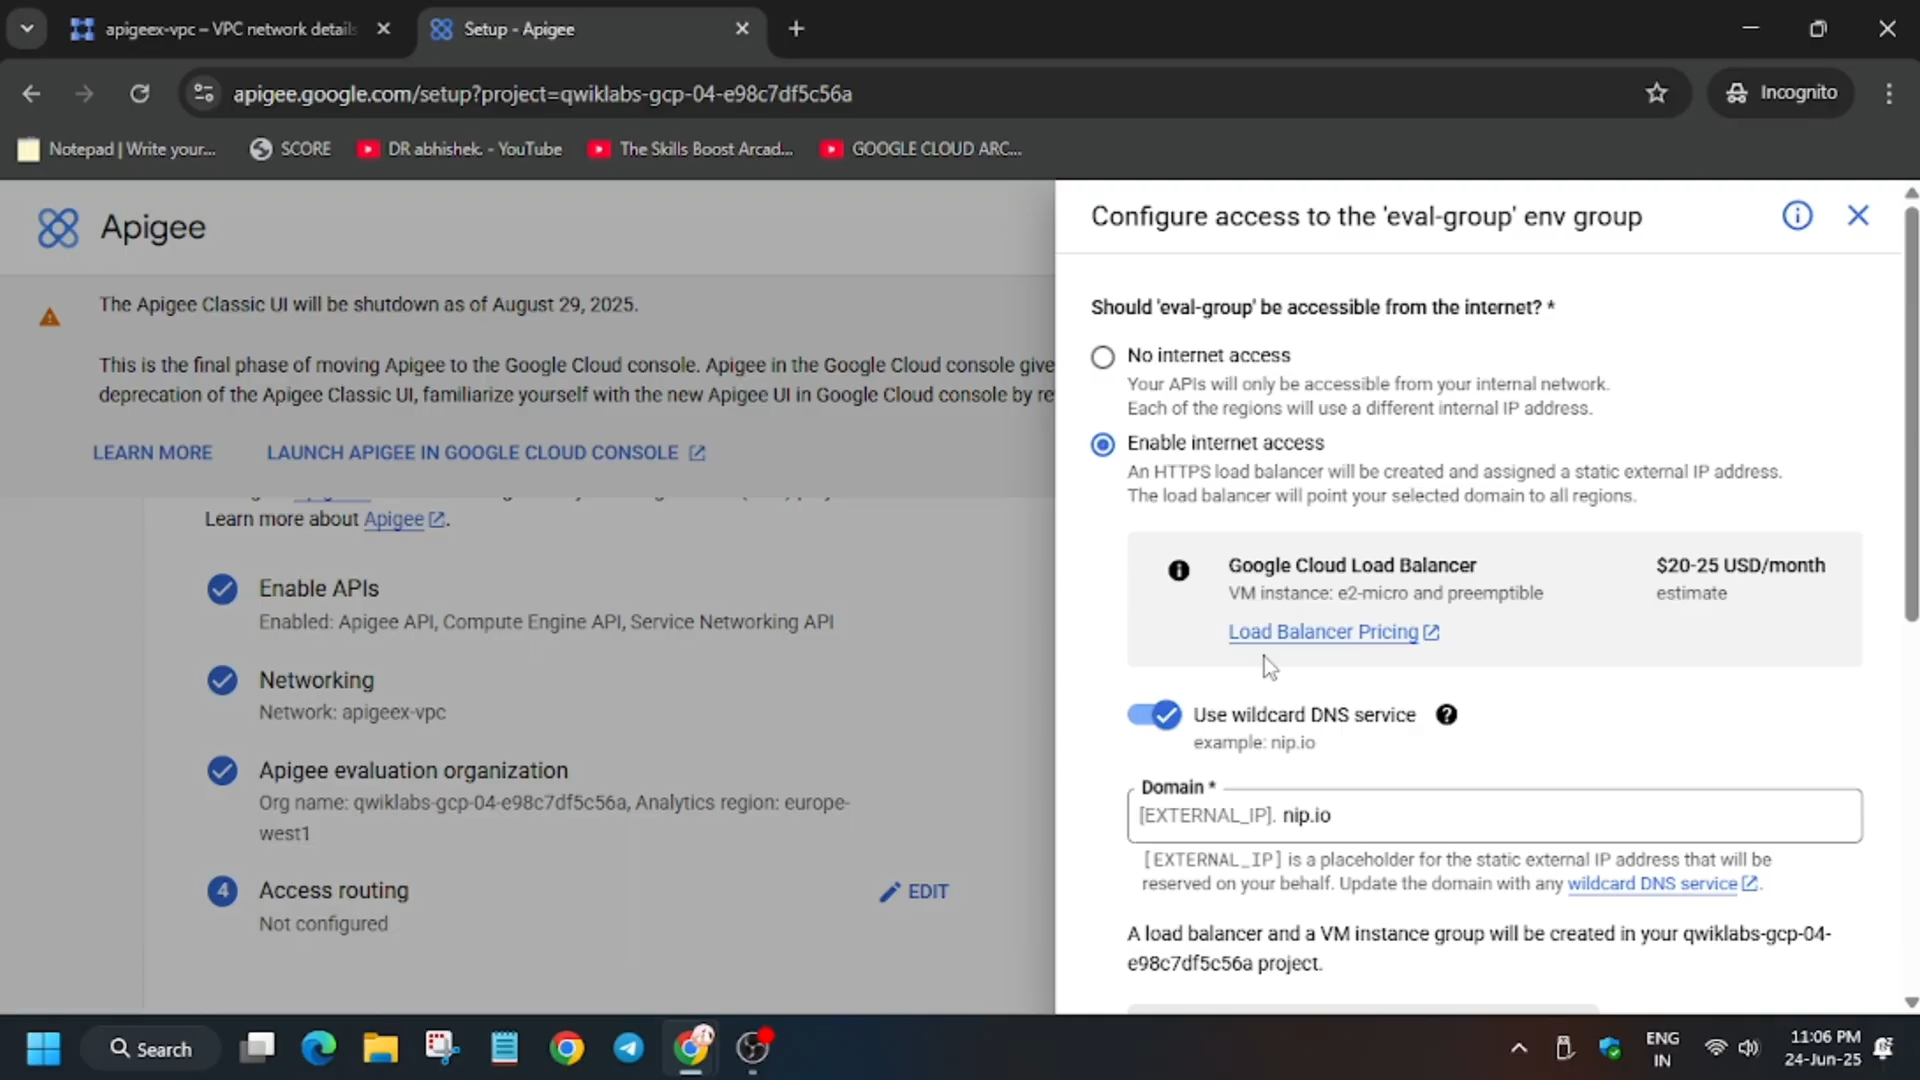 apigeex-vpc – VPC network details
Setup - Apigee
apigee.google.com/setup?project=qwiklabs-gcp-04-e98c7df5c56a
Incognito
Notepad | Write your...
SCORE
DR abhishek. - YouTube
The Skills Boost Arcad...
GOOGLE CLOUD ARC...
Apigee
The Apigee Classic UI will be shutdown as of August 29, 2025.
This is the final phase of moving Apigee to the Google Cloud console. Apigee in the Google Cloud console give
deprecation of the Apigee Classic UI, familiarize yourself with the new Apigee UI in Google Cloud console by re
LEARN MORE
LAUNCH APIGEE IN GOOGLE CLOUD CONSOLE
Learn more about Apigee.
Enable APIs
Enabled: Apigee API, Compute Engine API, Service Networking API
Networking
Network: apigeex-vpc
Apigee evaluation organization
Org name: qwiklabs-gcp-04-e98c7df5c56a, Analytics region: europe-
west1
4
Access routing
EDIT
Not configured
Configure access to the 'eval-group' env group
Should 'eval-group' be accessible from the internet? *
No internet access
Your APIs will only be accessible from your internal network.
Each of the regions will use a different internal IP address.
Enable internet access
An HTTPS load balancer will be created and assigned a static external IP address.
The load balancer will point your selected domain to all regions.
Google Cloud Load Balancer
$20-25 USD/month
VM instance: e2-micro and preemptible
estimate
Load Balancer Pricing
Use wildcard DNS service
example: nip.io
Domain *
[EXTERNAL_IP]. nip.io
[EXTERNAL_IP] is a placeholder for the static external IP address that will be
reserved on your behalf. Update the domain with any wildcard DNS service.
A load balancer and a VM instance group will be created in your qwiklabs-gcp-04-
e98c7df5c56a project.
Search
ENG
IN
11:06 PM
24-Jun-25